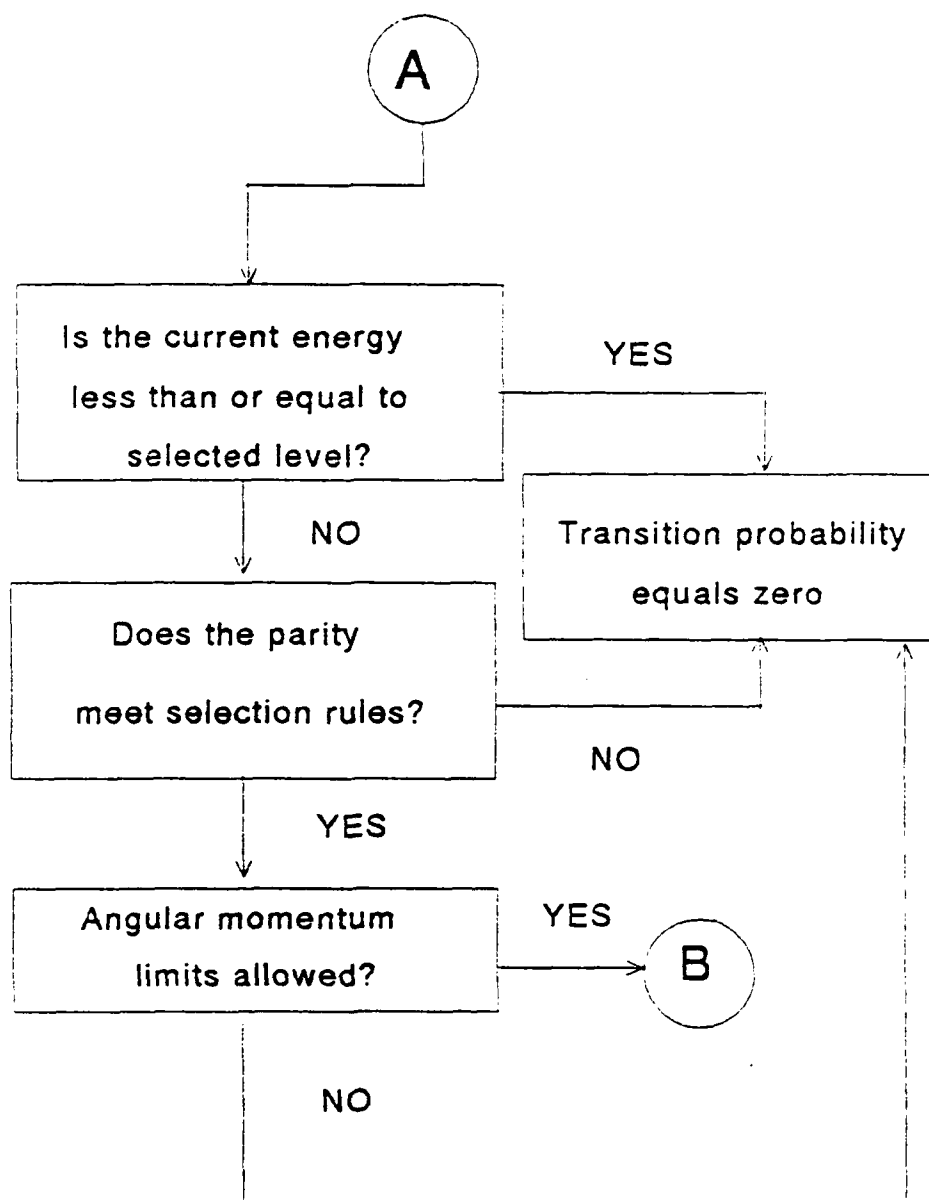 A
Is the current energy
less than or equal to
selected level?
YES
NO
Transition probability
equals zero
Does the parity
meet selection rules?
NO
YES
Angular momentum
limits allowed?
YES
B
NO